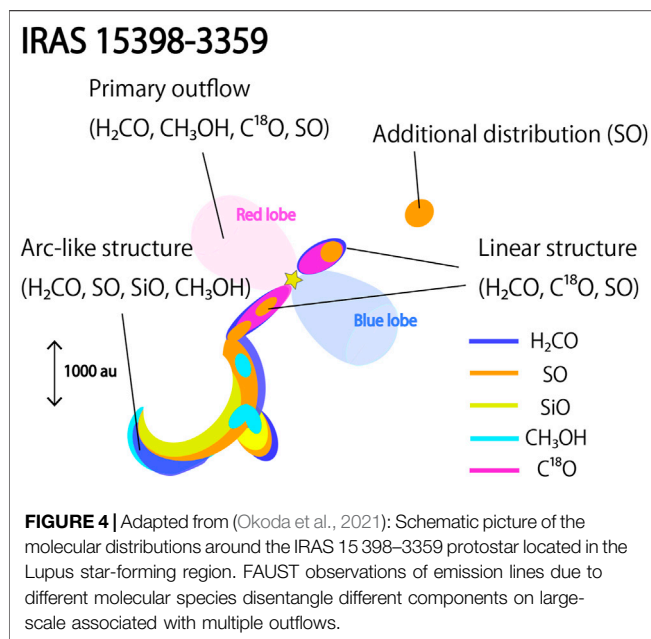 IRAS 15398-3359
Primary outflow
(H₂CO, CH₃OH, C¹⁸O, SO)
Additional distribution (SO)
Red lobe
Arc-like structure
(H₂CO, SO, SiO, CH₃OH)
Linear structure
(H₂CO, C¹⁸O, SO)
Blue lobe
1000 au
H₂CO
SO
SiO
CH₃OH
C¹⁸O
FIGURE 4 | Adapted from (Okoda et al., 2021): Schematic picture of the
molecular distributions around the IRAS 15 398–3359 protostar located in the
Lupus star-forming region. FAUST observations of emission lines due to
different molecular species disentangle different components on large-
scale associated with multiple outflows.